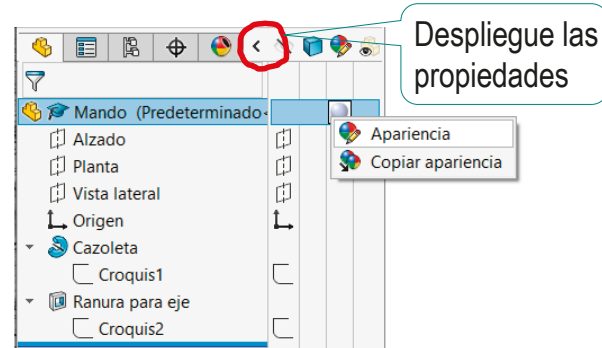 Despliegue las
propiedades
Mando (Predeterminado<
Alzado
Planta
Vista lateral
Origen
Cazoleta
Croquis1
Ranura para eje
Croquis2
Apariencia
Copiar apariencia